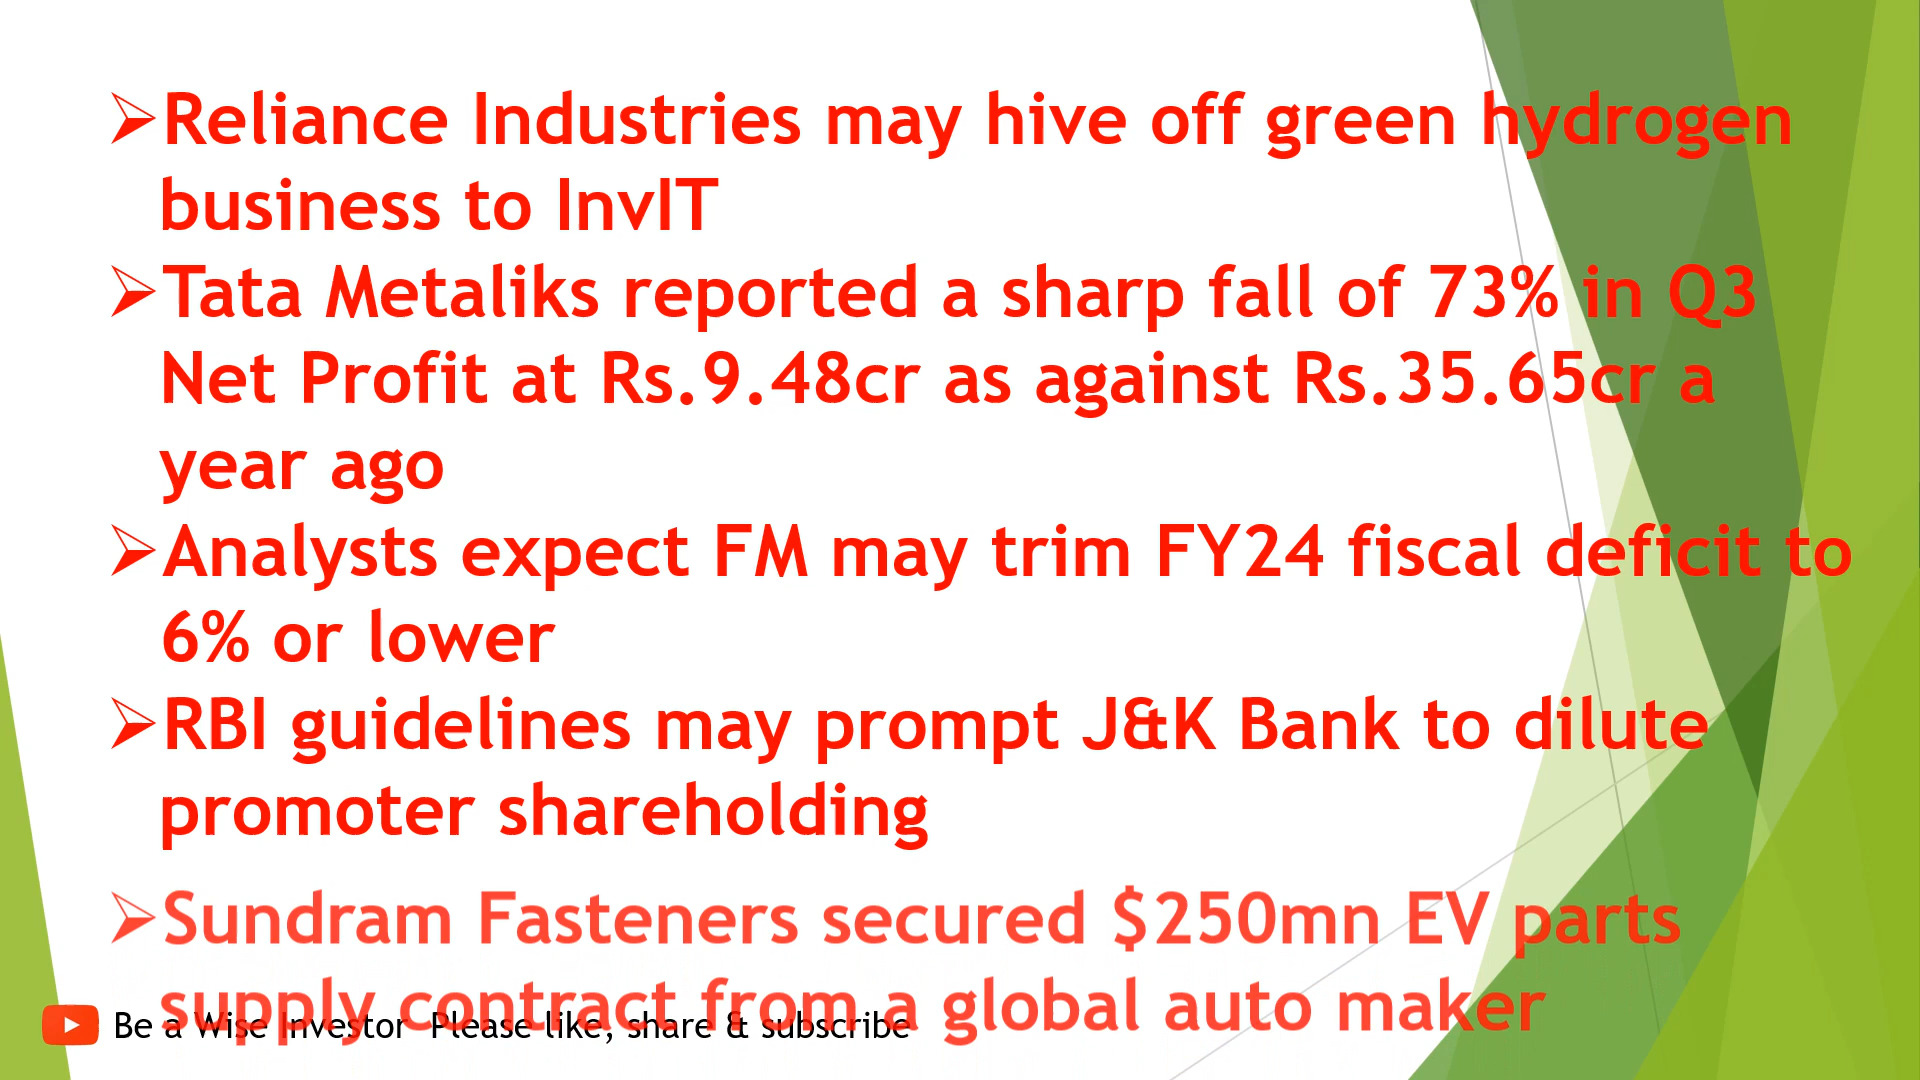 ➢Reliance Industries may hive off green hydrogen
business to InvIT
➢Tata Metaliks reported a sharp fall of 73% in Q3
Net Profit at Rs.9.48cr as against Rs.35.65cr a
year ago
➢Analysts expect FM may trim FY24 fiscal deficit to
6% or lower
➢RBI guidelines may prompt J&K Bank to dilute
promoter shareholding
➢Sundram Fasteners secured $250mn EV parts
supply contract from a global auto maker
Be a Wise Investor Please like, share & subscribe